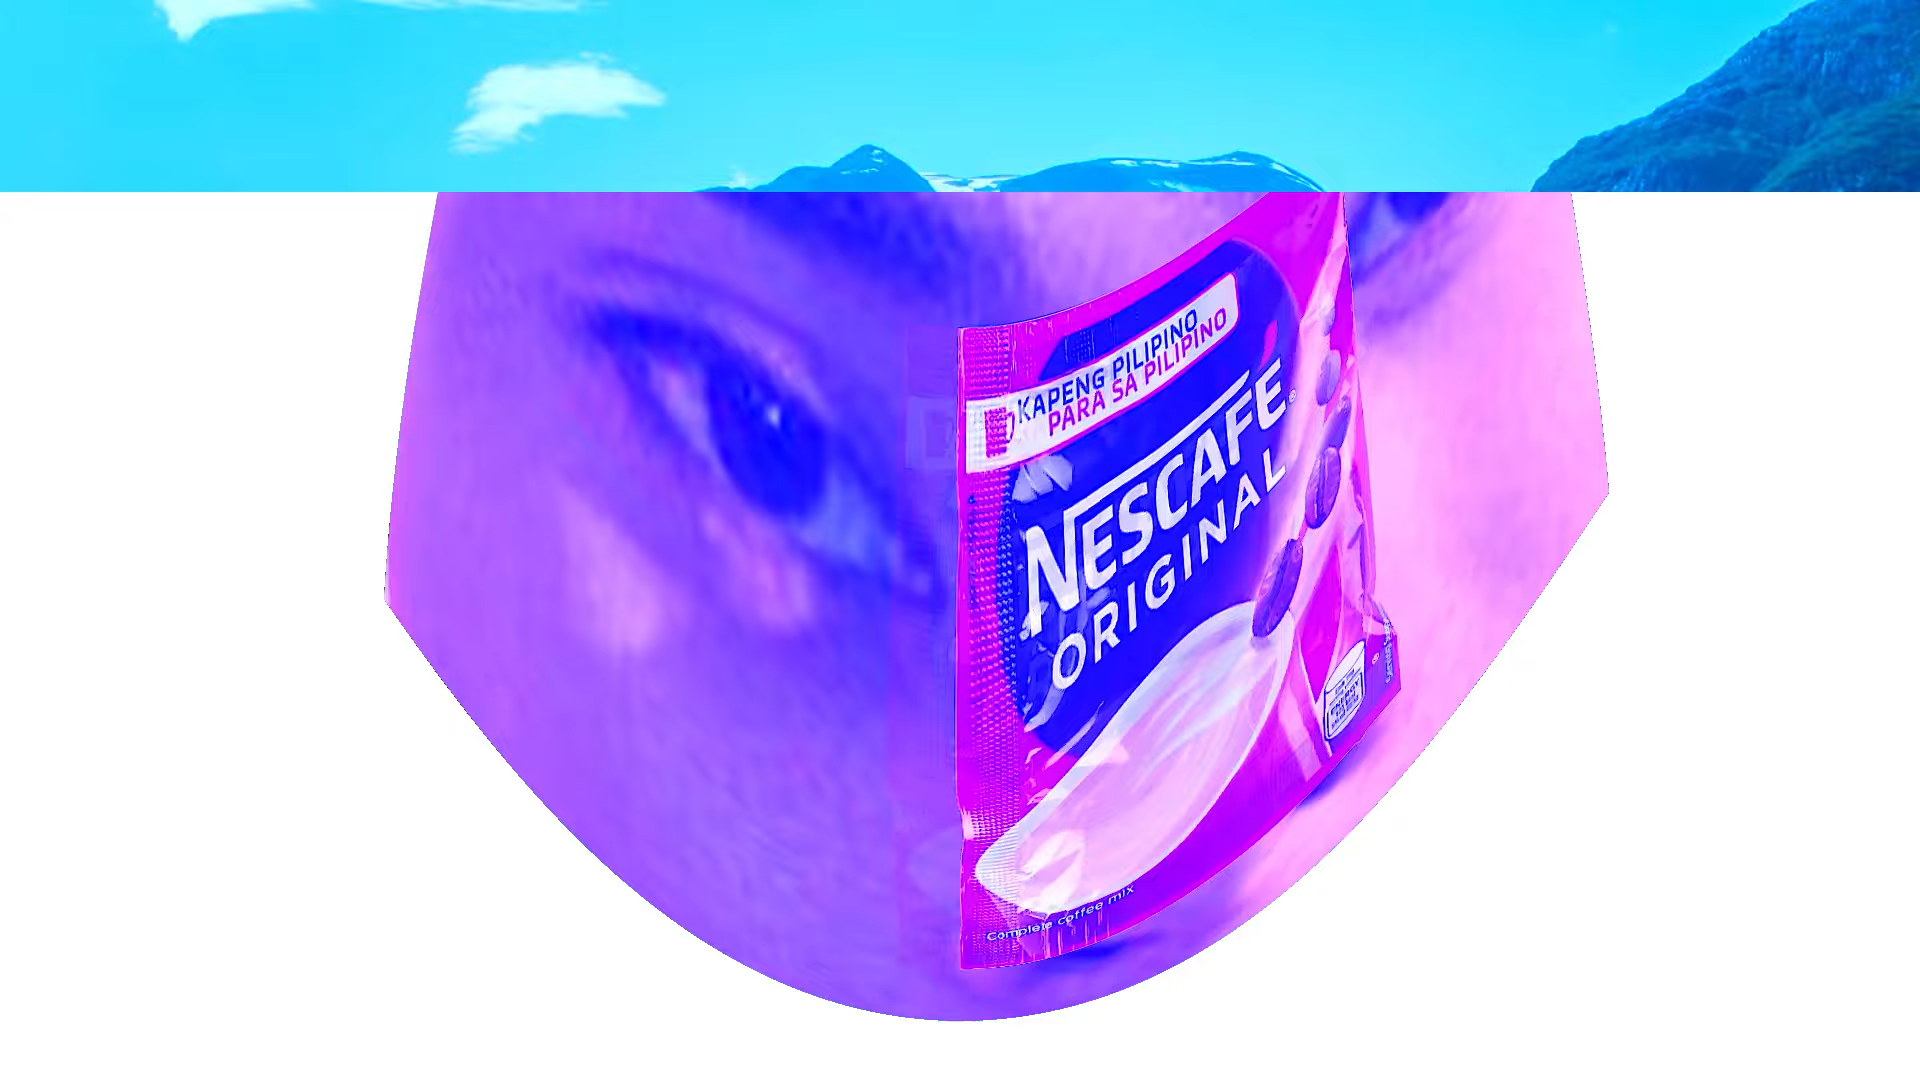 KAPENG PILIPINO
PARA SA PILIPINO
NESCAFE®
ORIGINAL
Complete coffee mix